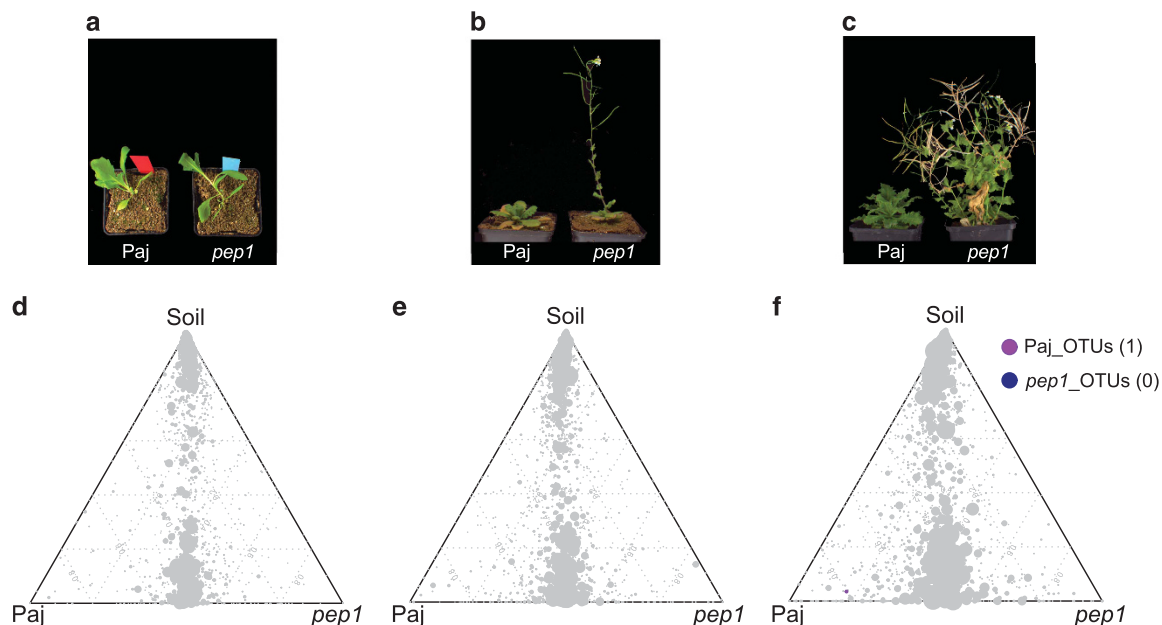 a
b
c
Paj pep1
Paj pep1
Paj pep1
d
e
f
Soil
Soil
Soil
Paj_OTUs (1)
pep1_OTUs (0)
Paj pep1
Paj pep1
Paj pep1